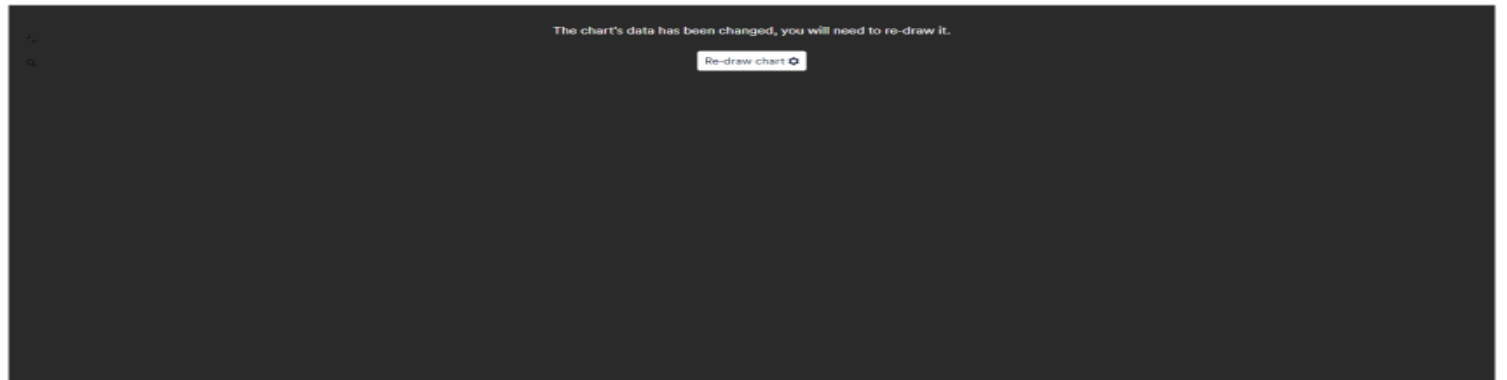 The chart's data has been changed, you will need to re-draw it.
Re-draw chart